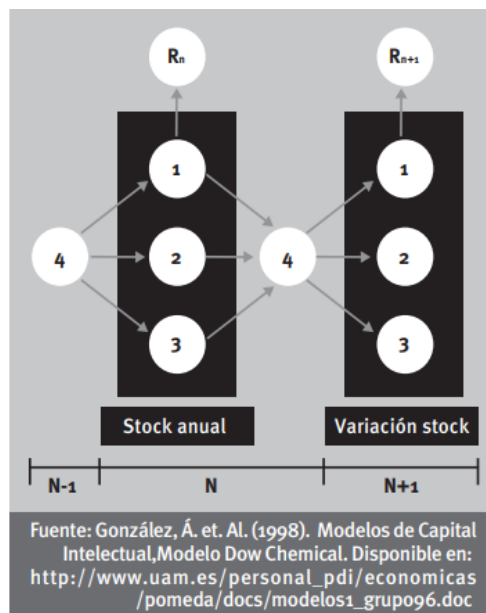 Rn Rn+1
1 1
4 2 4 2
3 3
Stock anual Variación stock
N-1 N N+1
Fuente: González, Á. et. Al. (1998). Modelos de Capital
Intelectual,Modelo Dow Chemical. Disponible en:
http://www.uam.es/personal_pdi/economicas
/pomeda/docs/modelos1_grupo96.doc